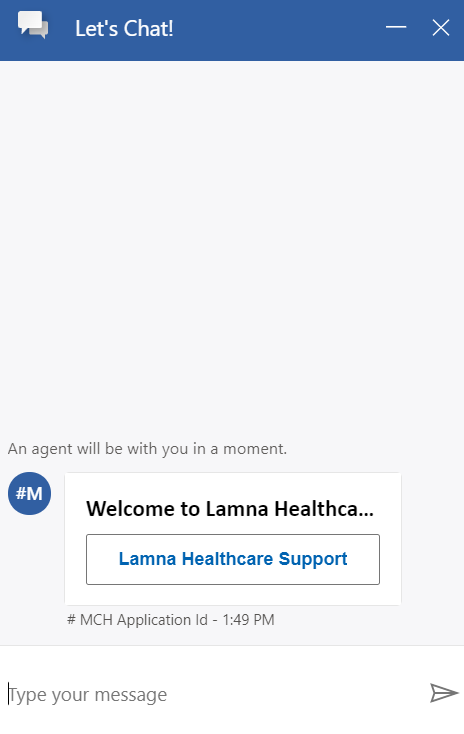 Let's Chat!
An agent will be with you in a moment.
#M
Welcome to Lamna Healthca...
Lamna Healthcare Support
# MCH Application Id - 1:49 PM
Type your message